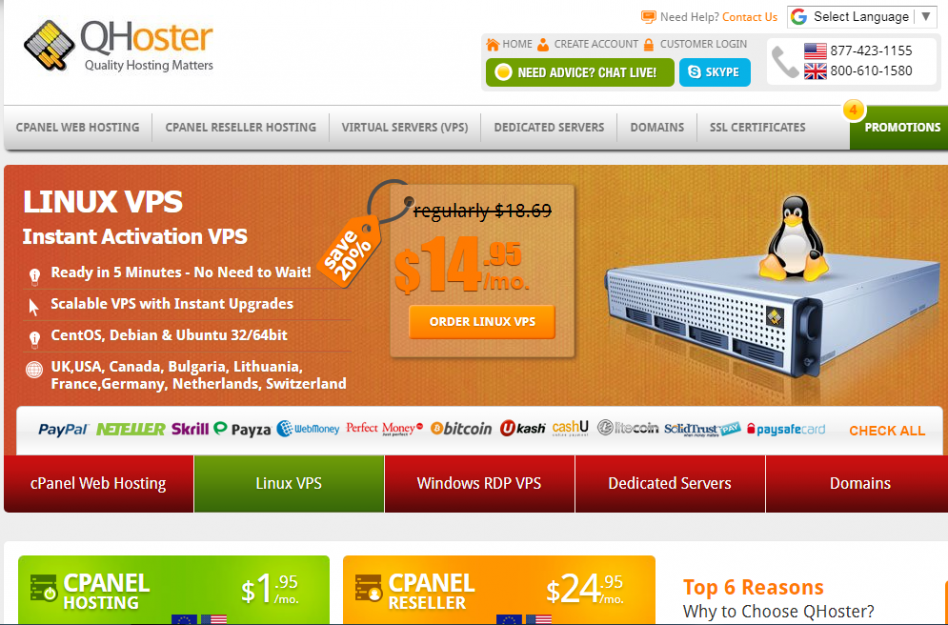 Need Help? Contact Us
Select Language
QHoster
Quality Hosting Matters
HOME
CREATE ACCOUNT
CUSTOMER LOGIN
NEED ADVICE? CHAT LIVE!
SKYPE
877-423-1155
800-610-1580
CPANEL WEB HOSTING
CPANEL RESELLER HOSTING
VIRTUAL SERVERS (VPS)
DEDICATED SERVERS
DOMAINS
SSL CERTIFICATES
4
PROMOTIONS
LINUX VPS
Instant Activation VPS
Ready in 5 Minutes - No Need to Wait!
Scalable VPS with Instant Upgrades
CentOS, Debian & Ubuntu 32/64bit
UK,USA, Canada, Bulgaria, Lithuania,
France,Germany, Netherlands, Switzerland
save
20%
regularly $18.69
$14.95
/mo.
ORDER LINUX VPS
PayPal NETELLER Skrill Payza WebMoney Perfect Money bitcoin Ukash cashU litecoin SolidTrust PAY paysafecard CHECK ALL
cPanel Web Hosting
Linux VPS
Windows RDP VPS
Dedicated Servers
Domains
CPANEL
HOSTING
$1.95
/mo.
CPANEL
RESELLER
$24.95
/mo.
Top 6 Reasons
Why to Choose QHoster?